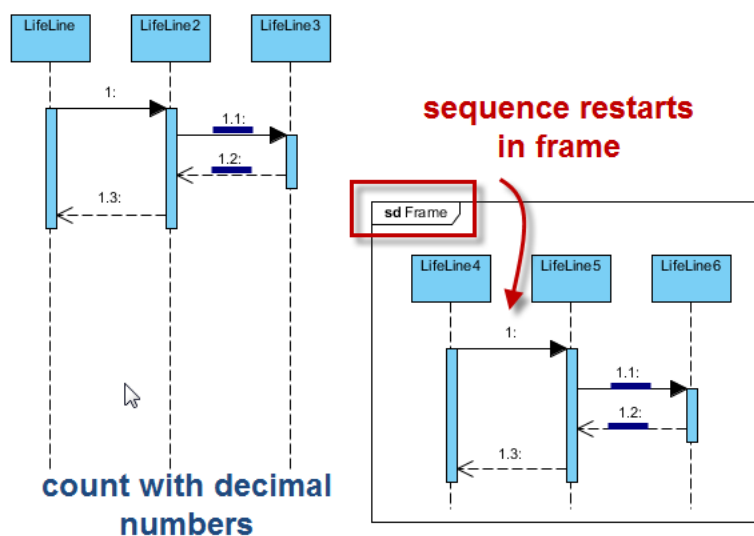 LifeLine
LifeLine2
LifeLine3
1:
1.1:
1.2:
1.3:
count with decimal
numbers
sequence restarts
in frame
sd Frame
LifeLine4
LifeLine5
LifeLine6
1:
1.1:
1.2:
1.3: